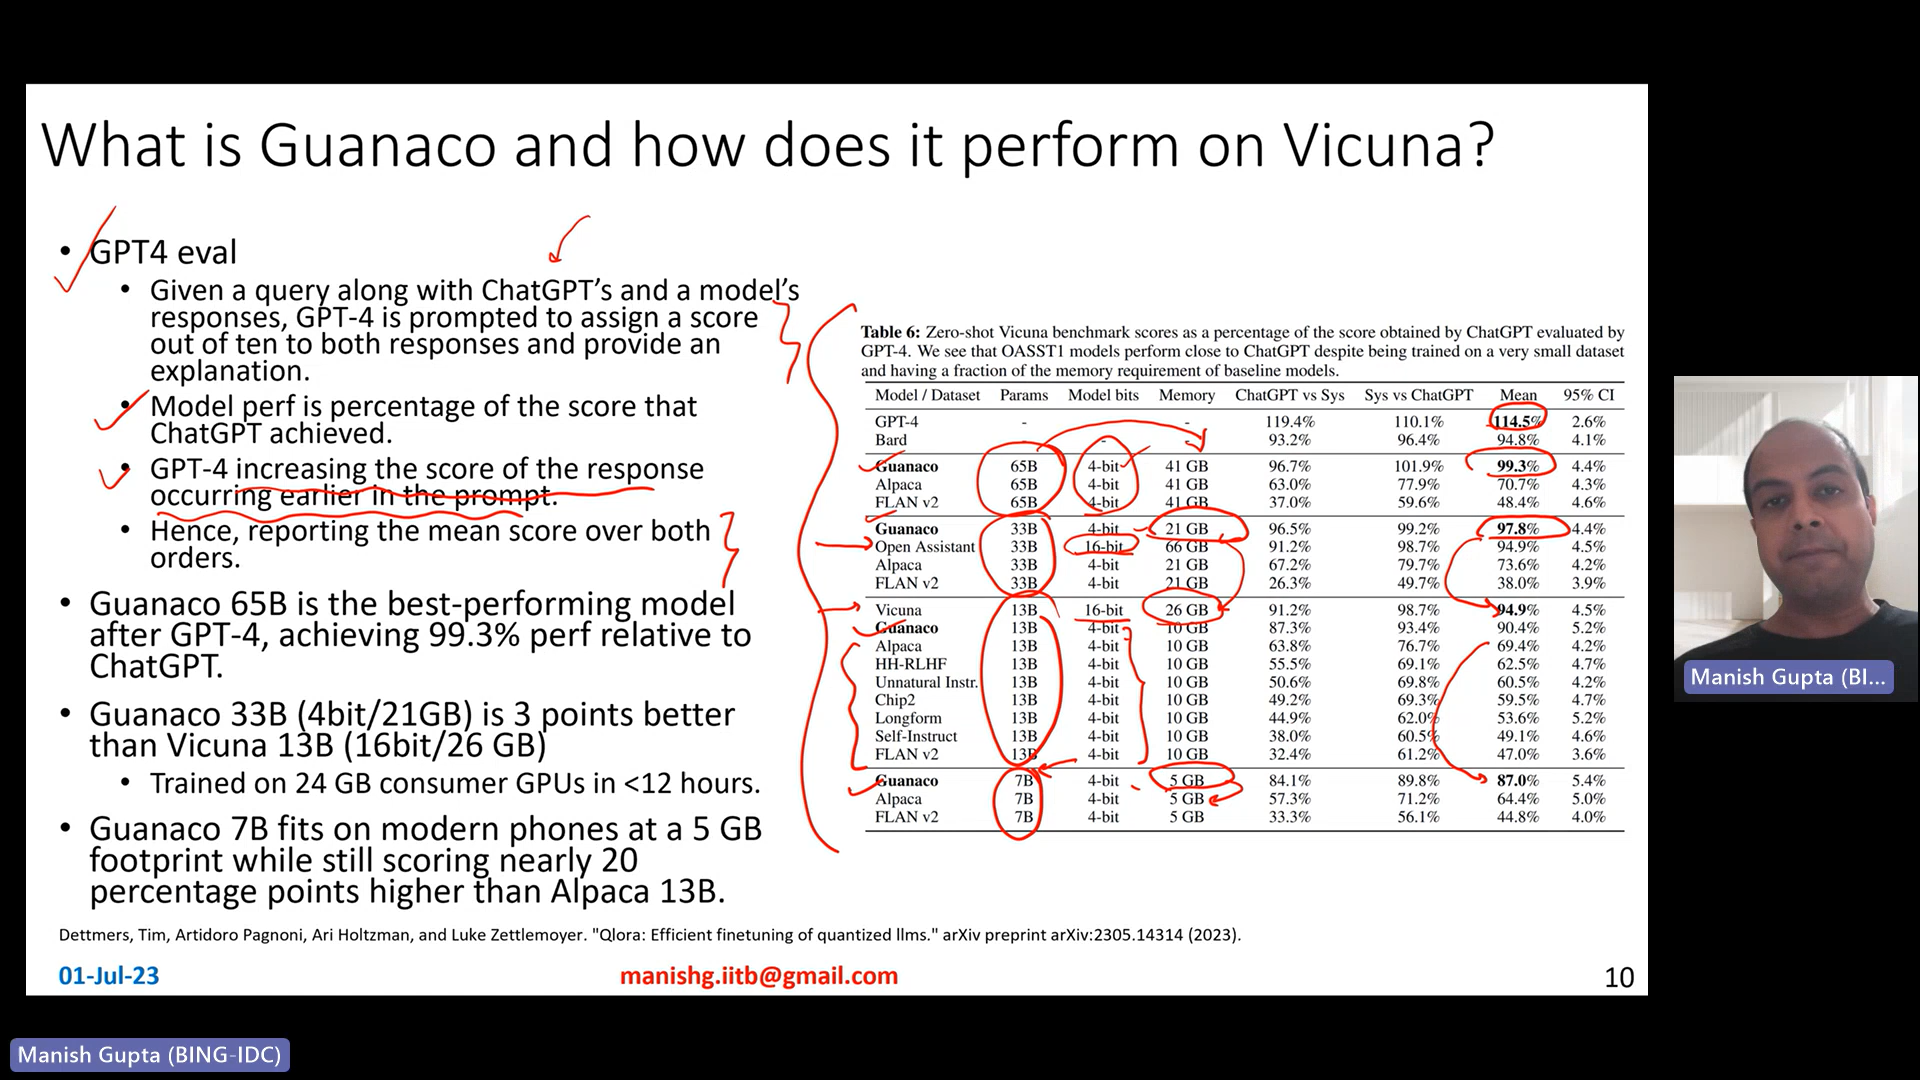 What is Guanaco and how does it perform on Vicuna?
• GPT4 eval
• Given a query along with ChatGPT's and a model's
responses, GPT-4 is prompted to assign a score
out of ten to both responses and provide an
explanation.
• Model perf is percentage of the score that
ChatGPT achieved.
• GPT-4 increasing the score of the response
occurring earlier in the prompt.
• Hence, reporting the mean score over both
orders.
• Guanaco 65B is the best-performing model
after GPT-4, achieving 99.3% perf relative to
ChatGPT.
• Guanaco 33B (4bit/21GB) is 3 points better
than Vicuna 13B (16bit/26 GB)
• Trained on 24 GB consumer GPUs in <12 hours.
• Guanaco 7B fits on modern phones at a 5 GB
footprint while still scoring nearly 20
percentage points higher than Alpaca 13B.
Table 6: Zero-shot Vicuna benchmark scores as a percentage of the score obtained by ChatGPT evaluated by
GPT-4. We see that OASST1 models perform close to ChatGPT despite being trained on a very small dataset
and having a fraction of the memory requirement of baseline models.
Model / Dataset Params Model bits Memory ChatGPT vs Sys Sys vs ChatGPT Mean 95% CI
GPT-4 - - - 119.4% 110.1% 114.5% 2.6%
Bard - - - 93.2% 96.4% 94.8% 4.1%
Guanaco 65B 4-bit 41 GB 96.7% 101.9% 99.3% 4.4%
Alpaca 65B 4-bit 41 GB 63.0% 77.9% 70.7% 4.3%
FLAN v2 65B 4-bit 41 GB 37.0% 59.6% 48.4% 4.6%
Guanaco 33B 4-bit 21 GB 96.5% 99.2% 97.8% 4.4%
Open Assistant 33B 16-bit 66 GB 91.2% 98.7% 94.9% 4.5%
Alpaca 33B 4-bit 21 GB 67.2% 79.7% 73.6% 4.2%
FLAN v2 33B 4-bit 21 GB 26.3% 49.7% 38.0% 3.9%
Vicuna 13B 16-bit 26 GB 91.2% 98.7% 94.9% 4.5%
Guanaco 13B 4-bit 10 GB 87.3% 93.4% 90.4% 5.2%
Alpaca 13B 4-bit 10 GB 63.8% 76.7% 69.4% 4.2%
HH-RLHF 13B 4-bit 10 GB 55.5% 69.1% 62.5% 4.7%
Unnatural Instr. 13B 4-bit 10 GB 50.6% 69.8% 60.5% 4.2%
Chip2 13B 4-bit 10 GB 49.2% 69.3% 59.5% 4.7%
Longform 13B 4-bit 10 GB 44.9% 62.0% 53.6% 5.2%
Self-Instruct 13B 4-bit 10 GB 38.0% 60.5% 49.1% 4.6%
FLAN v2 13B 4-bit 10 GB 32.4% 61.2% 47.0% 3.6%
Guanaco 7B 4-bit 5 GB 84.1% 89.8% 87.0% 5.4%
Alpaca 7B 4-bit 5 GB 57.3% 71.2% 64.4% 5.0%
FLAN v2 7B 4-bit 5 GB 33.3% 56.1% 44.8% 4.0%
Dettmers, Tim, Artidoro Pagnoni, Ari Holtzman, and Luke Zettlemoyer. "Qlora: Efficient finetuning of quantized llms." arXiv preprint arXiv:2305.14314 (2023).
01-Jul-23 manishg.iitb@gmail.com 10
Manish Gupta (BI...
Manish Gupta (BING-IDC)